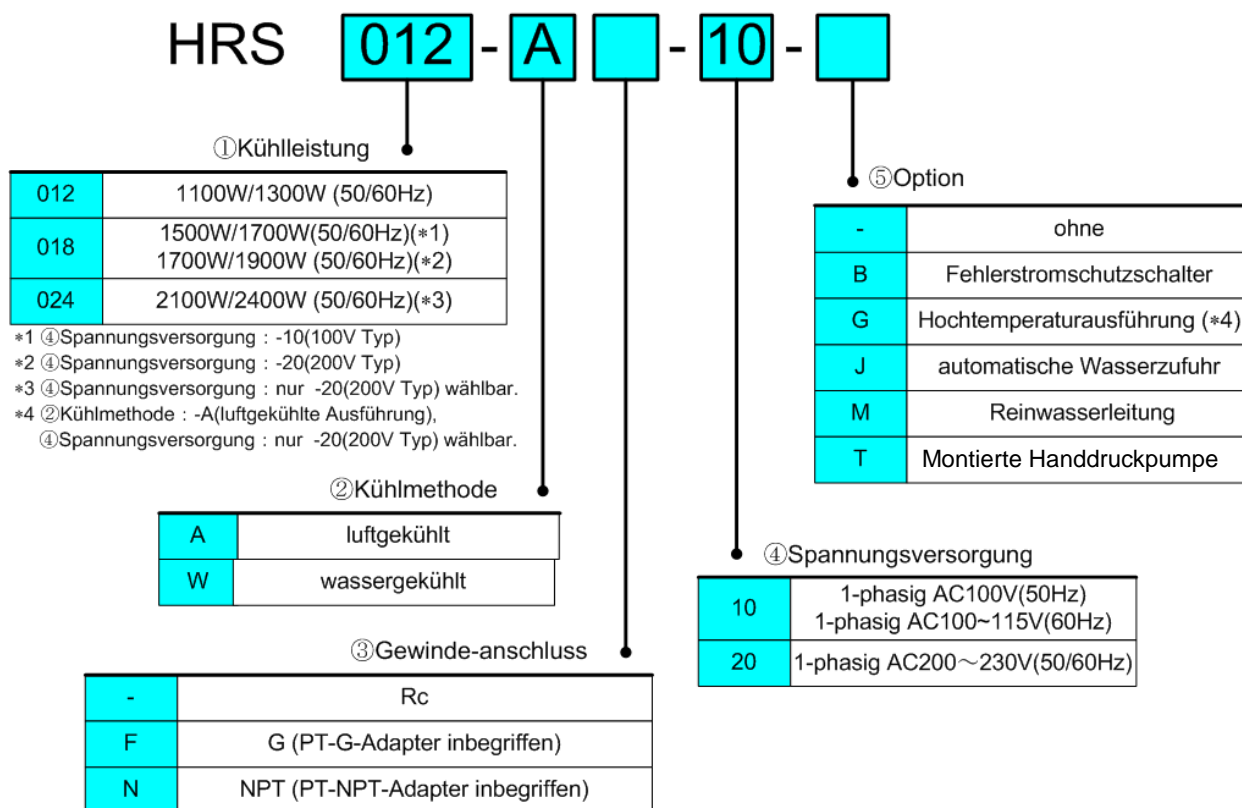 HRS 012 - A - 10 -
①Kühlleistung
012 1100W/1300W (50/60Hz)
018 1500W/1700W(50/60Hz)(*1)
1700W/1900W (50/60Hz)(*2)
024 2100W/2400W (50/60Hz)(*3)
*1 ④Spannungsversorgung : -10(100V Typ)
*2 ④Spannungsversorgung : -20(200V Typ)
*3 ④Spannungsversorgung : nur -20(200V Typ) wählbar.
*4 ②Kühlmethode : -A(luftgekühlte Ausführung),
④Spannungsversorgung : nur -20(200V Typ) wählbar.
⑤Option
- ohne
B Fehlerstromschutzschalter
G Hochtemperaturausführung (*4)
J automatische Wasserzufuhr
M Reinwasserleitung
T Montierte Handdruckpumpe
②Kühlmethode
A luftgekühlt
W wassergekühlt
④Spannungsversorgung
10 1-phasig AC100V(50Hz)
1-phasig AC100~115V(60Hz)
20 1-phasig AC200～230V(50/60Hz)
③Gewinde-anschluss
- Rc
F G (PT-G-Adapter inbegriffen)
N NPT (PT-NPT-Adapter inbegriffen)